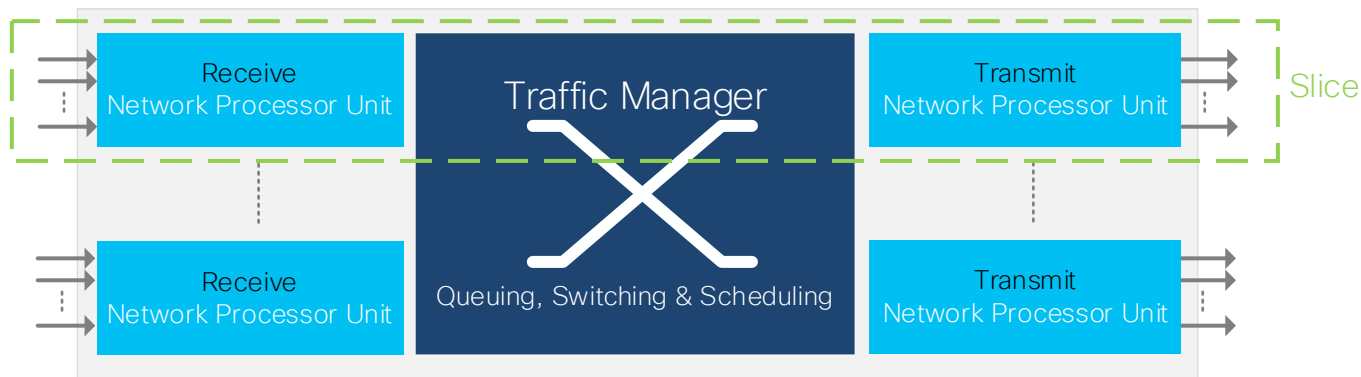 Receive
Network Processor Unit
Traffic Manager
Transmit
Network Processor Unit
Slice
Receive
Network Processor Unit
Queuing, Switching & Scheduling
Transmit
Network Processor Unit